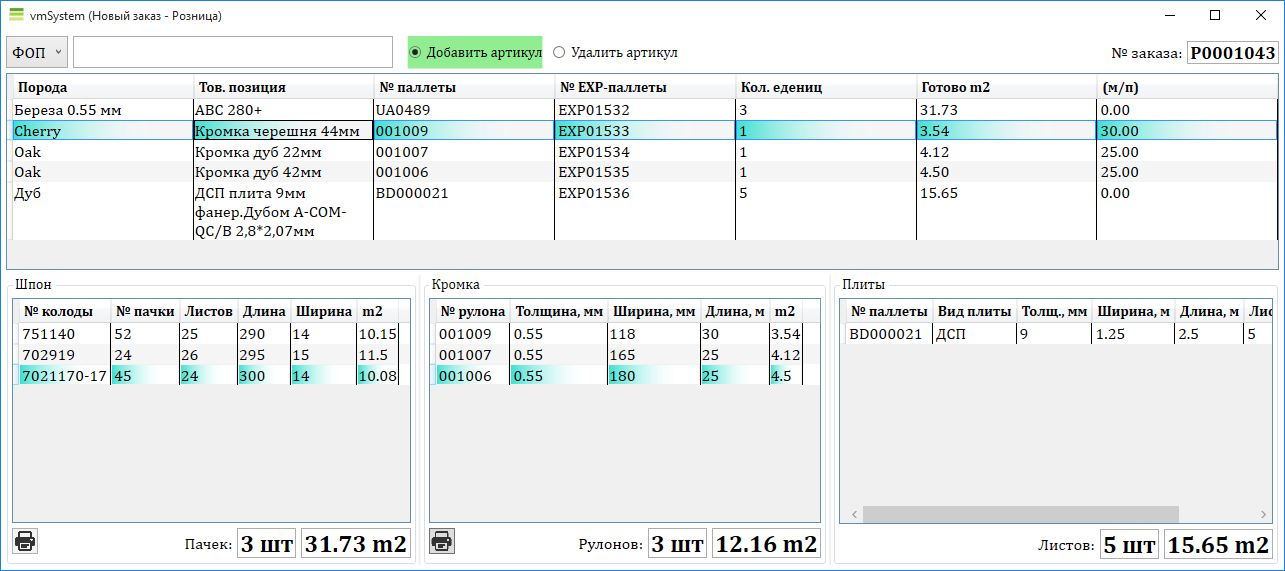 vmSystem (Новый заказ - Розница)
ФОП Добавить артикул Удалить артикул № заказа: P0001043
Порода Тов. позиция № паллеты № EXP-паллеты Кол. едениц Готово m2 (м/п)
Береза 0.55 мм ABC 280+ UA0489 EXP01532 3 31.73 0.00
Cherry Кромка черешня 44мм 001009 EXP01533 1 3.54 30.00
Oak Кромка дуб 22мм 001007 EXP01534 1 4.12 25.00
Oak Кромка дуб 42мм 001006 EXP01535 1 4.50 25.00
Дуб ДСП плита 9мм BD000021 EXP01536 5 15.65 0.00
фанер.Дубом A-COM-
QC/B 2,8*2,07мм
Шпон
№ колоды № пачки Листов Длина Ширина m2
751140 52 25 290 14 10.15
702919 24 26 295 15 11.5
7021170-17 45 24 300 14 10.08
Пачек: 3 шт 31.73 m2
Кромка
№ рулона Толщина, мм Ширина, мм Длина, м m2
001009 0.55 118 30 3.54
001007 0.55 165 25 4.12
001006 0.55 180 25 4.5
Рулонов: 3 шт 12.16 m2
Плиты
№ паллеты Вид плиты Толщ., мм Ширина, м Длина, м Лис
BD000021 ДСП 9 1.25 2.5 5
Листов: 5 шт 15.65 m2